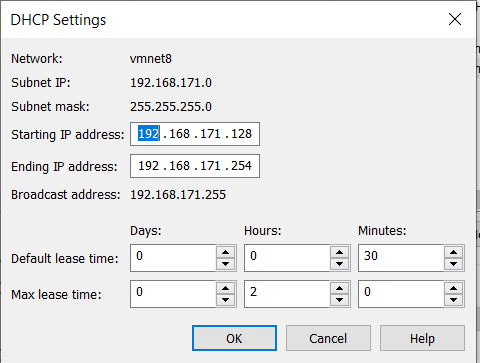 DHCP Settings
Network: vmnet8
Subnet IP: 192.168.171.0
Subnet mask: 255.255.255.0
Starting IP address: 192 . 168 . 171 . 128
Ending IP address: 192 . 168 . 171 . 254
Broadcast address: 192.168.171.255
Days: Hours: Minutes:
Default lease time: 0 0 30
Max lease time: 0 2 0
OK Cancel Help